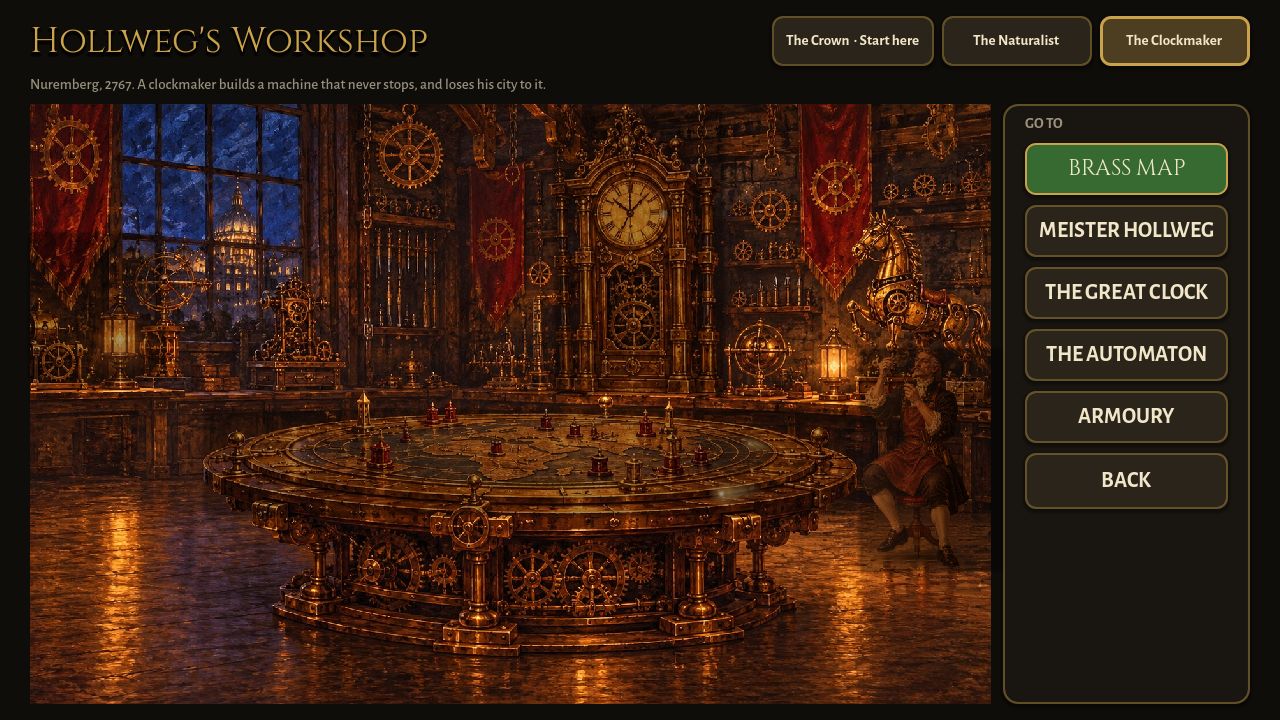 Hollweg's Workshop
The Crown · Start here
The Naturalist
The Clockmaker
Nuremberg, 2767. A clockmaker builds a machine that never stops, and loses his city to it.
GO TO
BRASS MAP
MEISTER HOLLWEG
THE GREAT CLOCK
THE AUTOMATON
ARMOURY
BACK